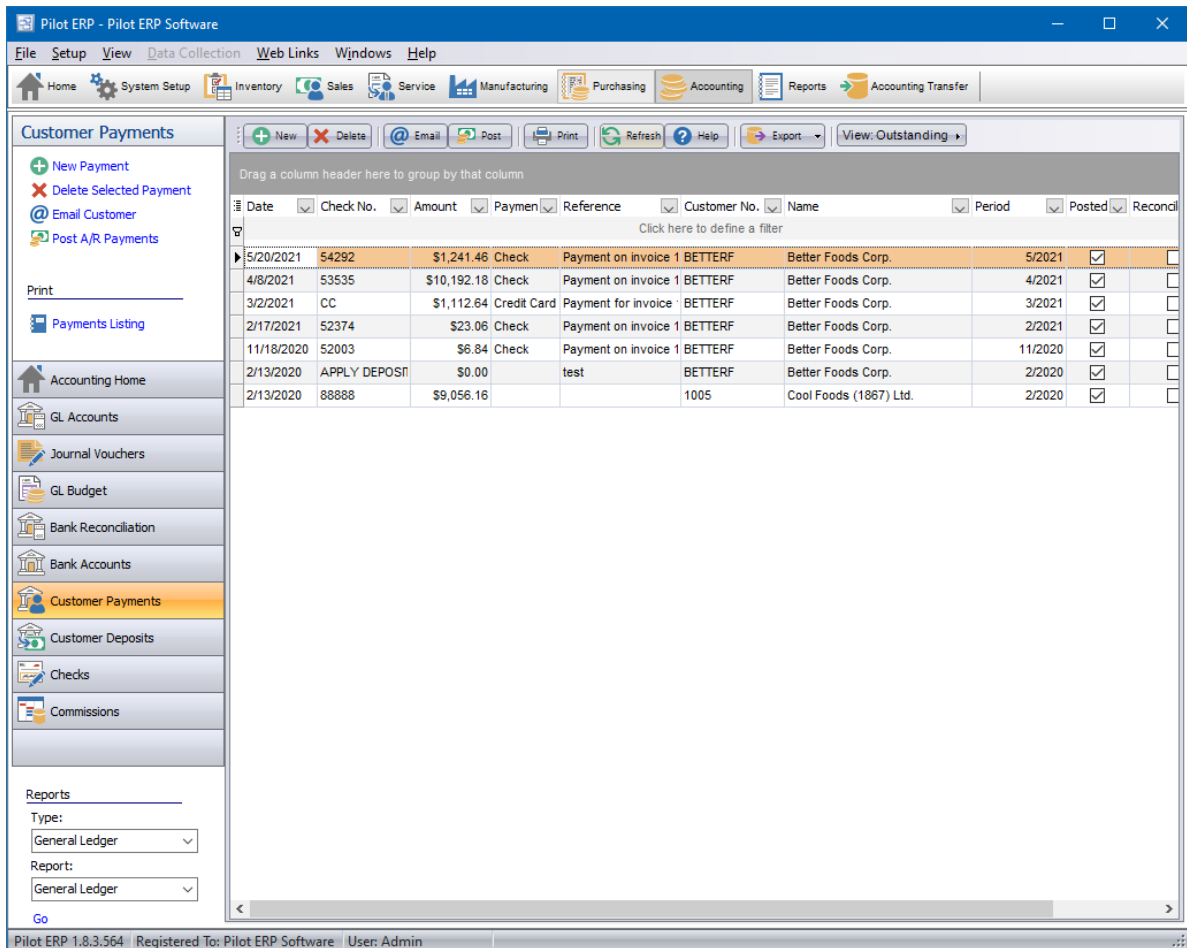 Pilot ERP - Pilot ERP Software
File Setup View Data Collection Web Links Windows Help
Home System Setup Inventory Sales Service Manufacturing Purchasing Accounting Reports Accounting Transfer
Customer Payments
New Payment
Delete Selected Payment
Email Customer
Post A/R Payments
Print
Payments Listing
Accounting Home
GL Accounts
Journal Vouchers
GL Budget
Bank Reconciliation
Bank Accounts
Customer Payments
Customer Deposits
Checks
Commissions
Reports
Type:
General Ledger
Report:
General Ledger
Go
New Delete Email Post Print Refresh Help Export View: Outstanding
Drag a column header here to group by that column
Date Check No. Amount Paymen Reference Customer No. Name Period Posted Reconcil
Click here to define a filter
5/20/2021 54292 $1,241.46 Check Payment on invoice 1 BETTERF Better Foods Corp. 5/2021
4/8/2021 53535 $10,192.18 Check Payment on invoice 1 BETTERF Better Foods Corp. 4/2021
3/2/2021 CC $1,112.64 Credit Card Payment for invoice BETTERF Better Foods Corp. 3/2021
2/17/2021 52374 $23.06 Check Payment on invoice 1 BETTERF Better Foods Corp. 2/2021
11/18/2020 52003 $6.84 Check Payment on invoice 1 BETTERF Better Foods Corp. 11/2020
2/13/2020 APPLY DEPOSIT $0.00 test BETTERF Better Foods Corp. 2/2020
2/13/2020 88888 $9,056.16 1005 Cool Foods (1867) Ltd. 2/2020
Pilot ERP 1.8.3.564 Registered To: Pilot ERP Software User: Admin